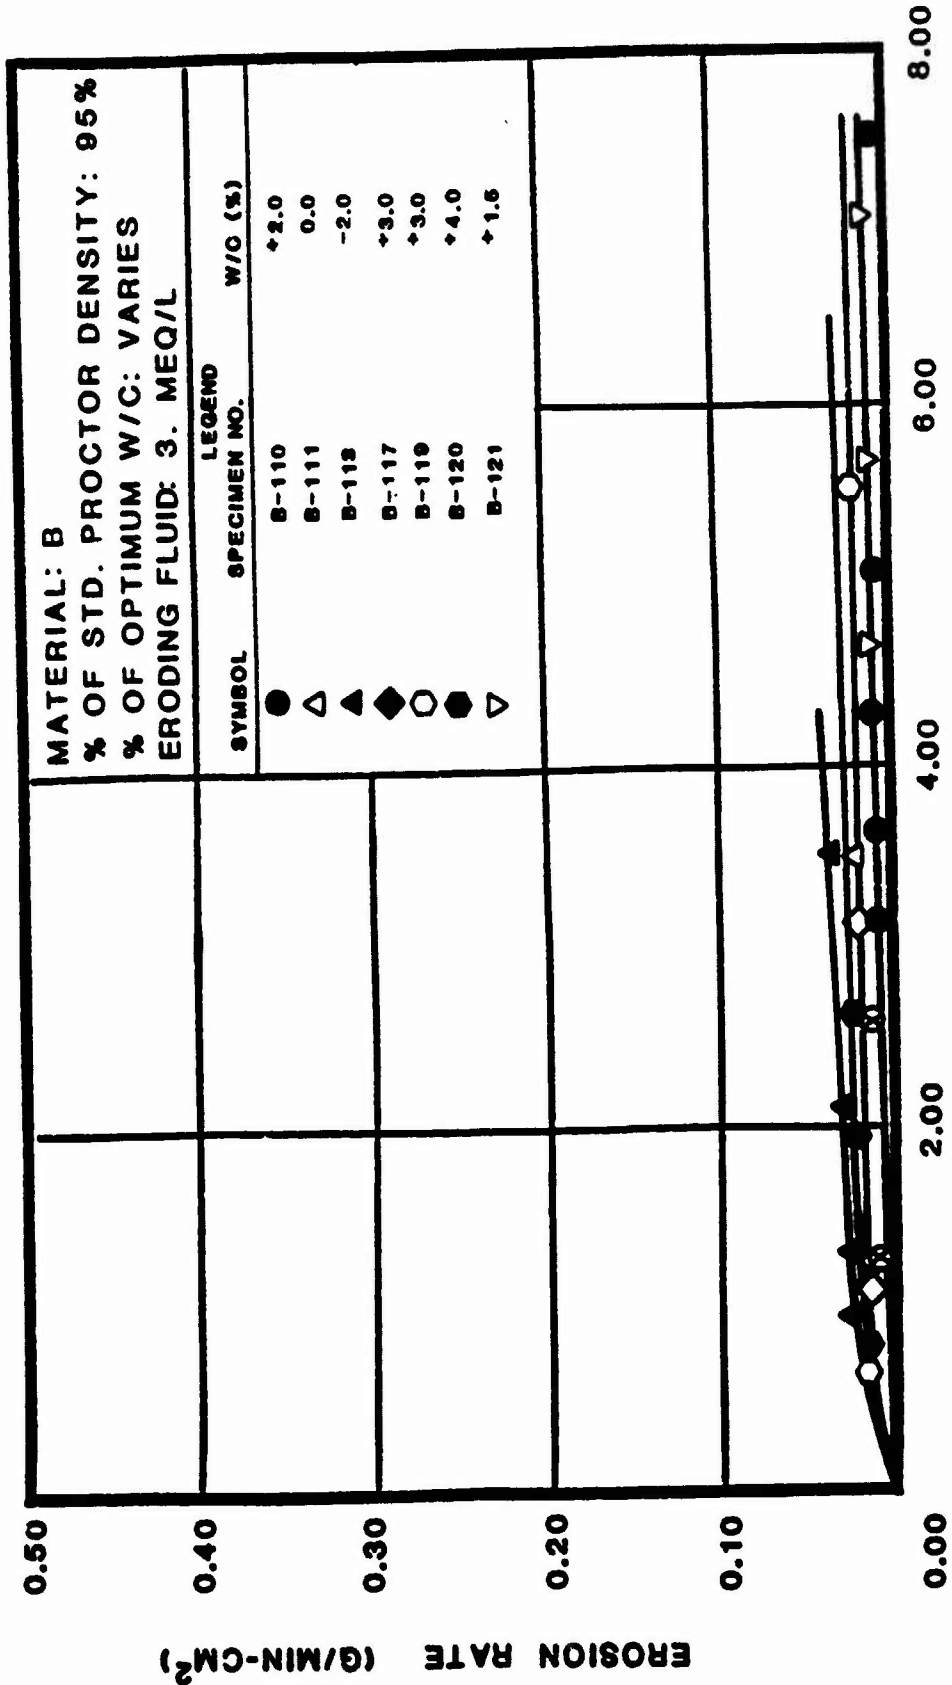 MATERIAL: B
% OF STD. PROCTOR DENSITY: 95%
% OF OPTIMUM W/C: VARIES
ERODING FLUID: 3. MEQ/L
LEGEND
SYMBOL SPECIMEN NO. W/C (%)
B-110 +2.0
B-111 0.0
B-118 -2.0
B-117 +3.0
B-119 +3.0
B-120 +4.0
B-121 +1.5
EROSION RATE (G/MIN-CM²)
0.50
0.40
0.30
0.20
0.10
0.00
2.00
4.00
6.00
8.00